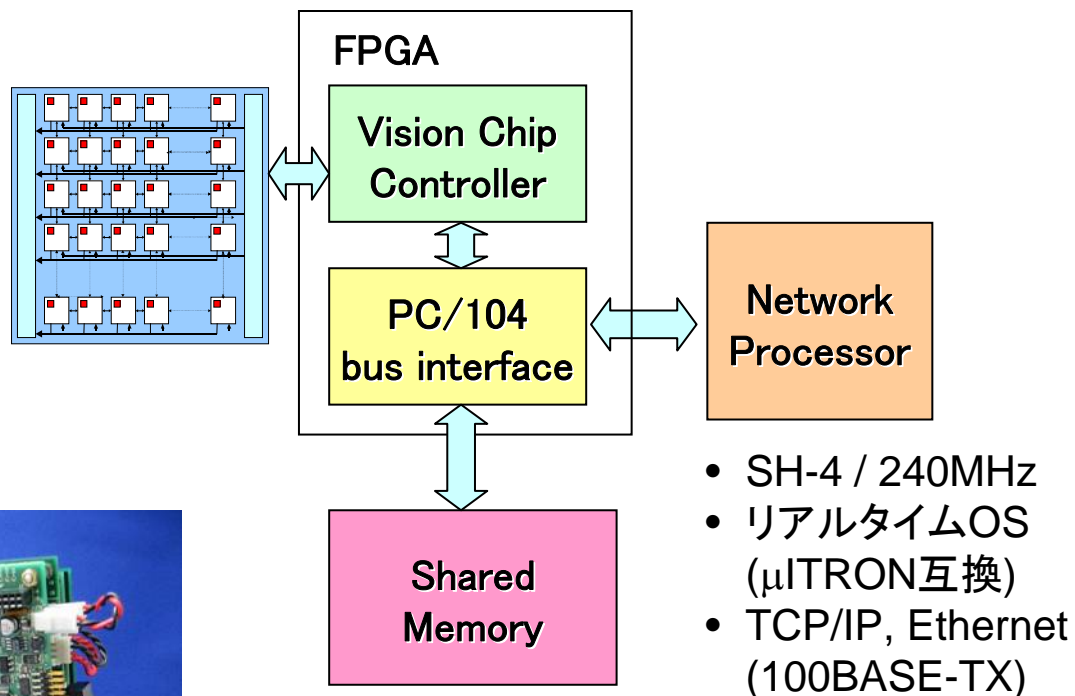 FPGA
Vision Chip
Controller
PC/104
bus interface
Network
Processor
Shared
Memory
• SH-4 / 240MHz
• リアルタイムOS
(μITRON互換)
• TCP/IP, Ethernet
(100BASE-TX)